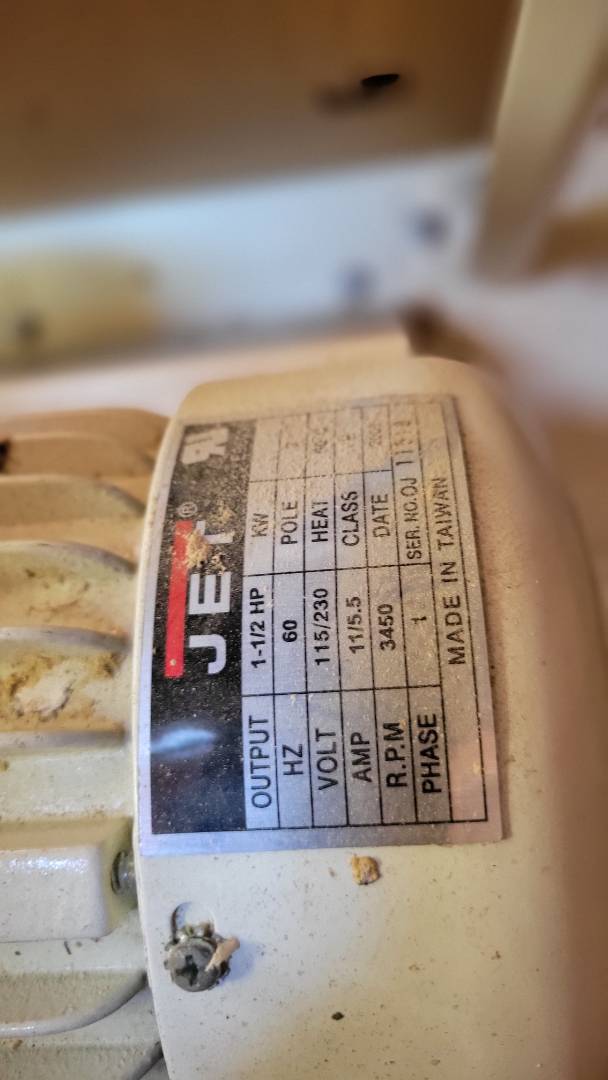 JET®
OUTPUT 1-1/2 HP KW
HZ 60 POLE 2
VOLT 115/230 HEAT
AMP 11/5.5 CLASS
R.P.M 3450 DATE
PHASE 1 SER. NO.OJ
MADE IN TAIWAN